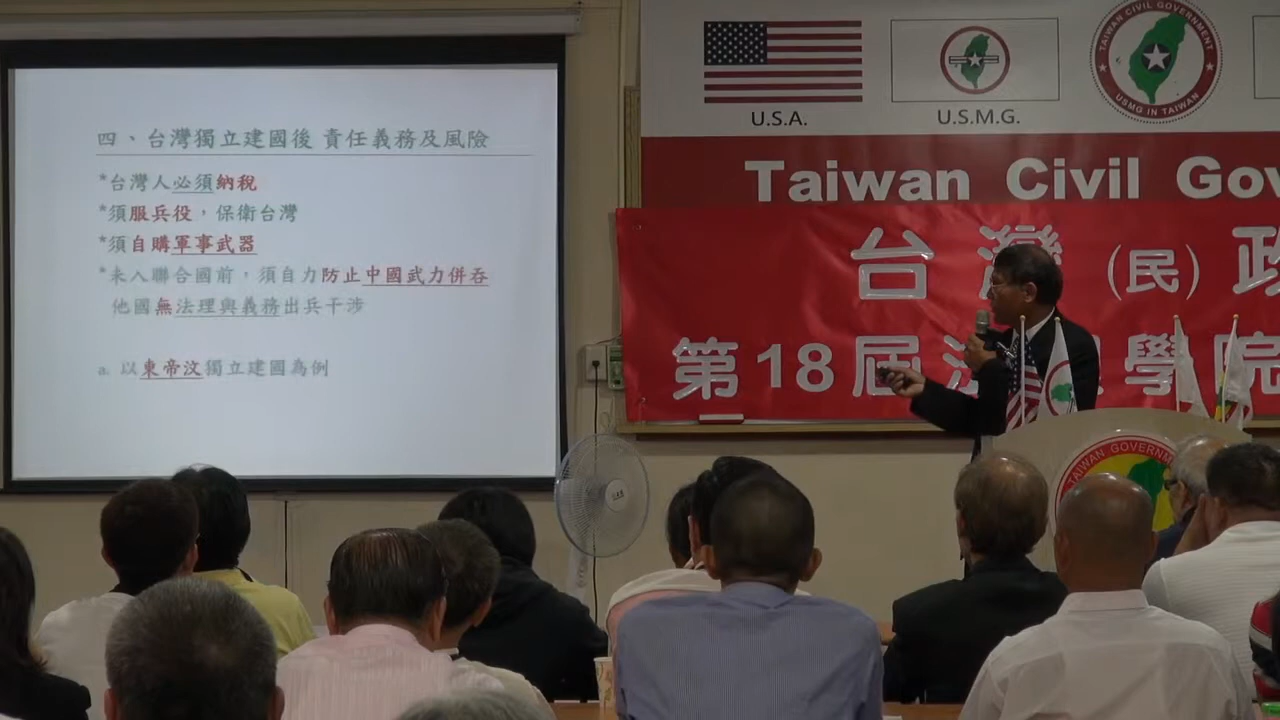 四、台灣獨立建國後 責任義務及風險
*台灣人必須納稅
*須服兵役，保衛台灣
*須自購軍事武器
*未入聯合國前，須自力防止中國武力併吞
他國無法理與義務出兵干涉
a. 以東帝汶獨立建國為例
U.S.A.
U.S.M.G.
TAIWAN CIVIL GOVERNMENT
USMG IN TAIWAN
Taiwan Civil Gov
台灣(民)政
第18屆法學院
TAIWAN GOVERNMENT